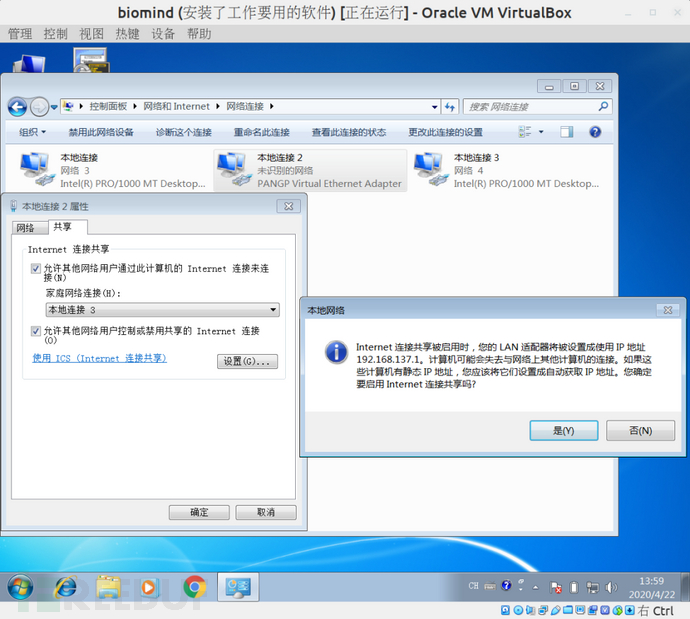 biomind (安装了工作要用的软件) [正在运行] - Oracle VM VirtualBox
管理 控制 视图 热键 设备 帮助
控制面板 网络和 Internet 网络连接
搜索 网络连接
组织 禁用此网络设备 诊断这个连接 重命名此连接 查看此连接的状态 更改此连接的设置
本地连接
网络 3
Intel(R) PRO/1000 MT Desktop...
本地连接 2
未识别的网络
PANGP Virtual Ethernet Adapter
本地连接 3
网络 4
Intel(R) PRO/1000 MT Desktop...
本地连接 2 属性
网络 共享
Internet 连接共享
允许其他网络用户通过此计算机的 Internet 连接来连
接(N)
家庭网络连接(H):
本地连接 3
允许其他网络用户控制或禁用共享的 Internet 连接
(O)
使用 ICS (Internet 连接共享)
设置(G)...
确定 取消
本地网络
Internet 连接共享被启用时，您的 LAN 适配器将被设置成使用 IP 地址
192.168.137.1。计算机可能会失去与网络上其他计算机的连接。如果这
些计算机有静态 IP 地址，您应该将它们设置成自动获取 IP 地址。您确定
要启用 Internet 连接共享吗?
是(Y) 否(N)
CH
13:59
2020/4/22
右 Ctrl